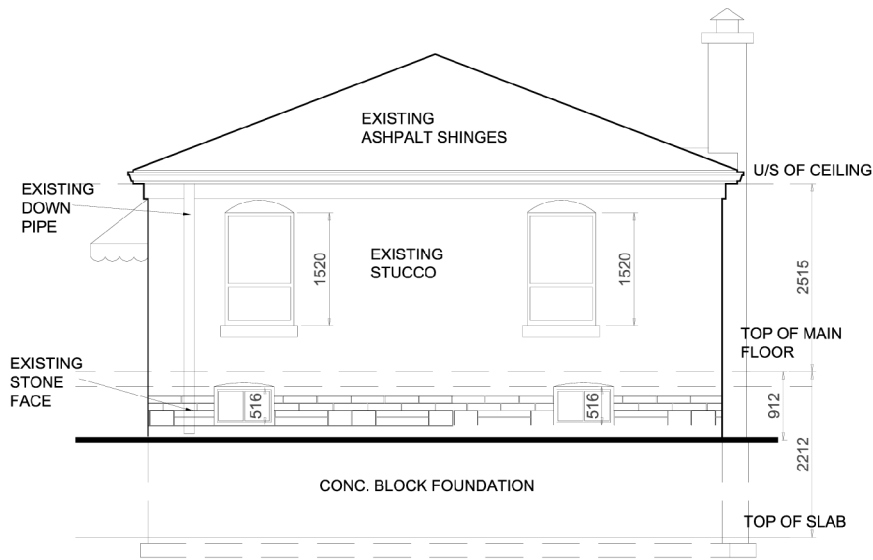 EXISTING
ASHPALT SHINGES
U/S OF CEILING
EXISTING
DOWN
PIPE
EXISTING
STUCCO
1520
1520
2515
TOP OF MAIN
FLOOR
EXISTING
STONE
FACE
516
516
912
2212
CONC. BLOCK FOUNDATION
TOP OF SLAB